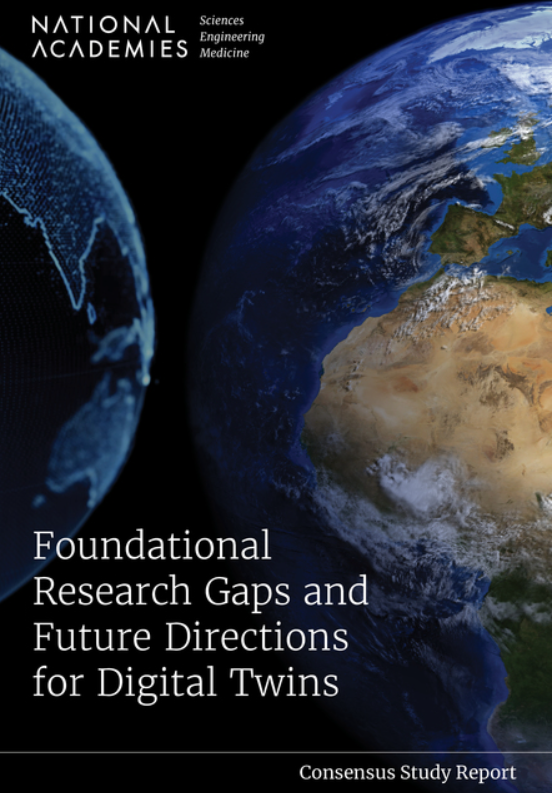 NATIONAL
ACADEMIES
Sciences
Engineering
Medicine
Foundational
Research Gaps and
Future Directions
for Digital Twins
Consensus Study Report